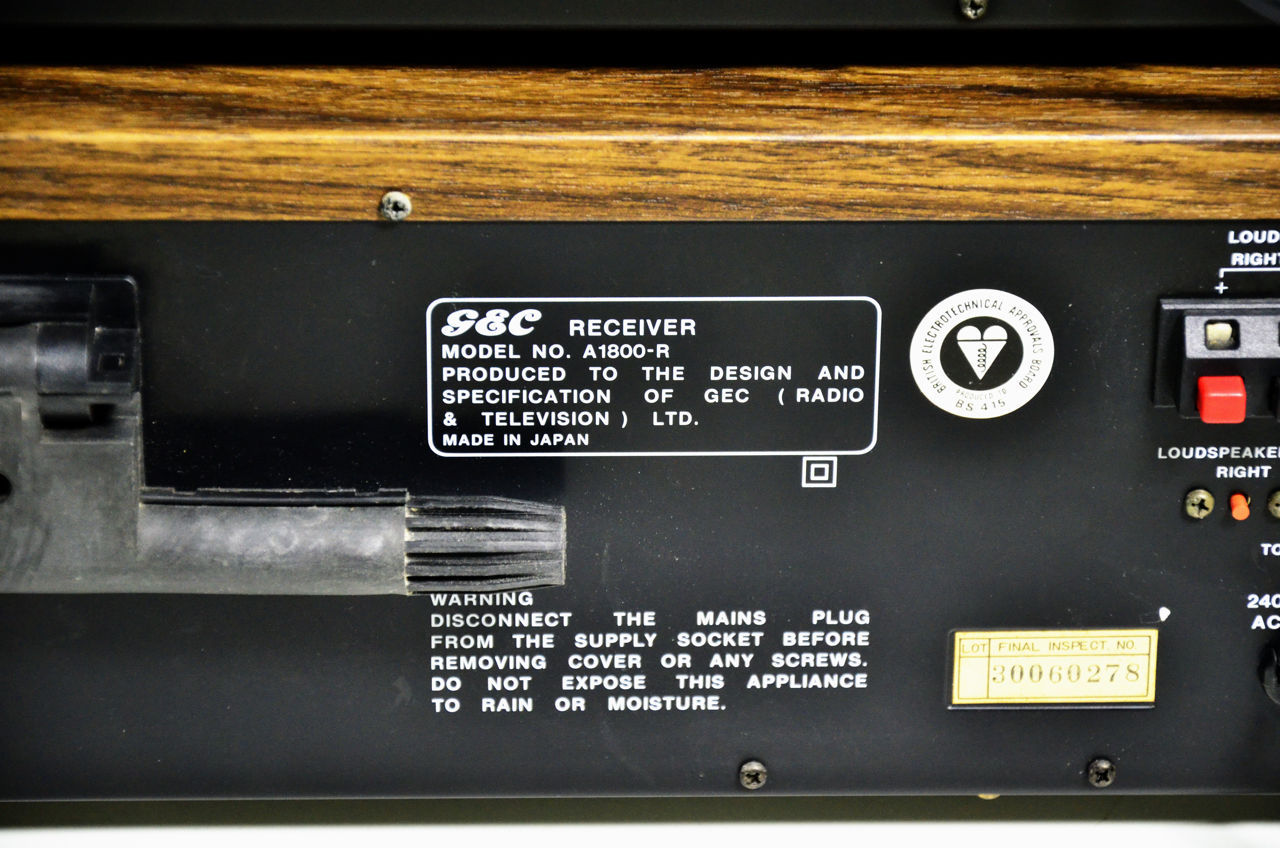 LOUD
RIGHT
+
GEC RECEIVER
MODEL NO. A1800-R
PRODUCED TO THE DESIGN AND
SPECIFICATION OF GEC ( RADIO
& TELEVISION ) LTD.
MADE IN JAPAN
BRITISH ELECTROTECHNICAL APPROVALS BOARD
PRODUCED TO
BS 415
LOUDSPEAKE
RIGHT
TO
240
AC
WARNING
DISCONNECT THE MAINS PLUG
FROM THE SUPPLY SOCKET BEFORE
REMOVING COVER OR ANY SCREWS.
DO NOT EXPOSE THIS APPLIANCE
TO RAIN OR MOISTURE.
LOT FINAL INSPECT. NO.
30060278